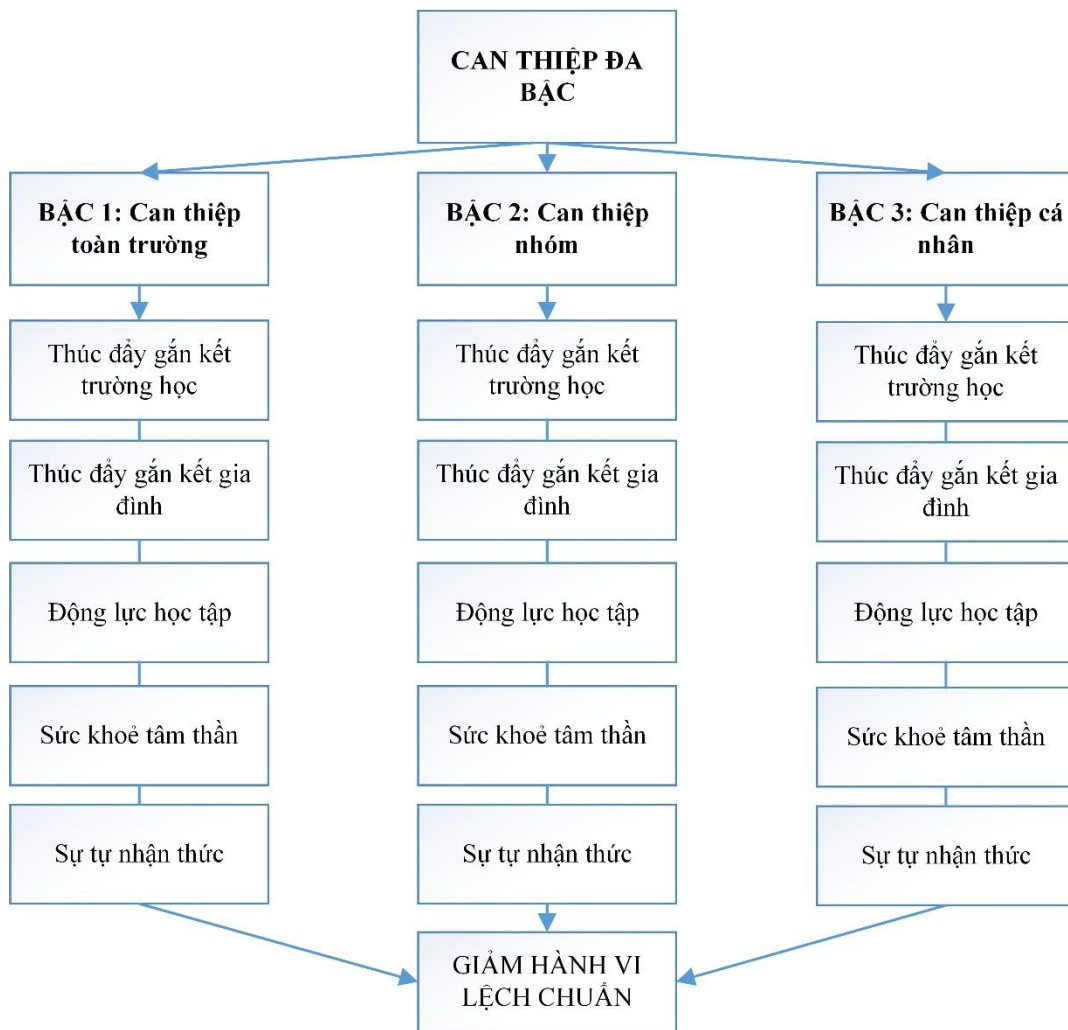 CAN THIỆP ĐA
BẬC
BẬC 1: Can thiệp
toàn trường
BẬC 2: Can thiệp
nhóm
BẬC 3: Can thiệp cá
nhân
Thúc đẩy gắn kết
trường học
Thúc đẩy gắn kết
trường học
Thúc đẩy gắn kết
trường học
Thúc đẩy gắn kết gia
đình
Thúc đẩy gắn kết gia
đình
Thúc đẩy gắn kết gia
đình
Động lực học tập
Động lực học tập
Động lực học tập
Sức khoẻ tâm thần
Sức khoẻ tâm thần
Sức khoẻ tâm thần
Sự tự nhận thức
Sự tự nhận thức
Sự tự nhận thức
GIẢM HÀNH VI
LỆCH CHUẨN